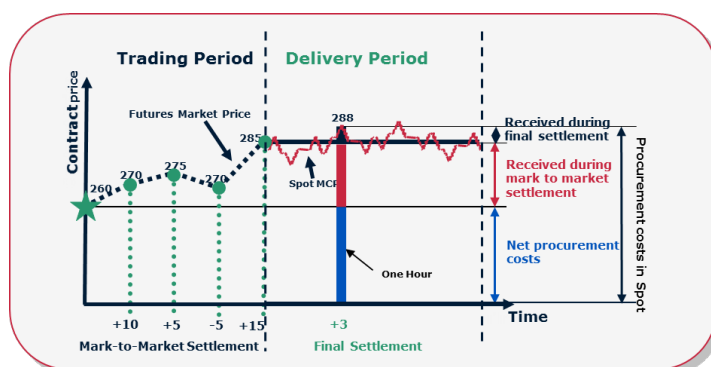 Trading Period
Delivery Period
Contract price
Futures Market Price
260
270
275
270
285
288
Spot MCP
One Hour
Received during
final settlement
Received during
mark to market
settlement
Net procurement
costs
Procurement costs in
Spot
Time
+10
+5
-5
+15
+3
Mark-to-Market Settlement
Final Settlement